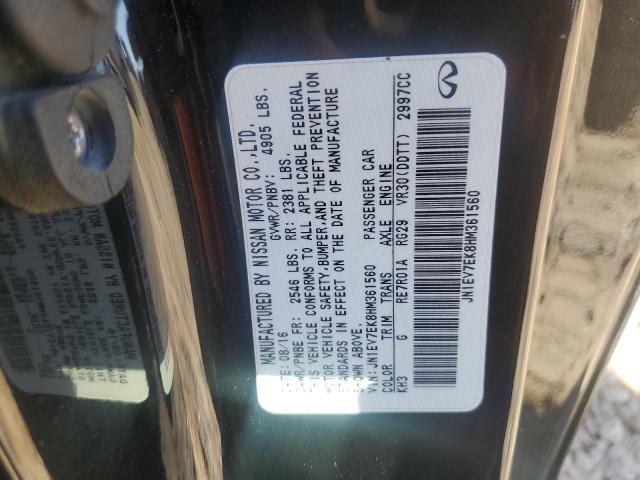 MANUFACTURED BY NISSAN MOTOR CO.,LTD.
GVWR/PNBV: 4905 LBS.
DATE: 08/16
GAWR/PNBE FR: 2546 LBS. RR: 2381 LBS.
THIS VEHICLE CONFORMS TO ALL APPLICABLE FEDERAL
MOTOR VEHICLE SAFETY,BUMPER,AND THEFT PREVENTION
STANDARDS IN EFFECT ON THE DATE OF MANUFACTURE
SHOWN ABOVE.
VIN: JN1EV7EK8HM361560 PASSENGER CAR
COLOR TRIM TRANS AXLE ENGINE
KH3 G RE7R01A RG29 VR30(DDTT) 2997CC
JN1EV7EK8HM361560